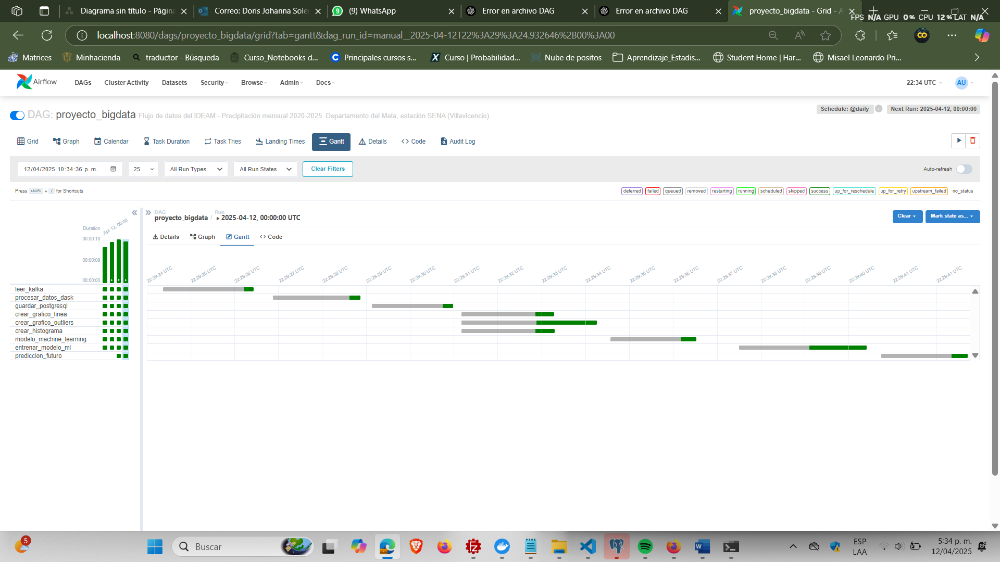 Diagrama sin título - Página
Correo: Doris Johanna Soler
(9) WhatsApp
Error en archivo DAG
Error en archivo DAG
proyecto_bigdata - Grid - A
FPS N/A GPU 0% CPU 12% LAT N/A
localhost:8080/dags/proyecto_bigdata/grid?tab=gantt&dag_run_id=manual__2025-04-12T22%3A29%3A24.932646%2B00%3A00
Matrices
Minhacienda
traductor - Búsqueda
Curso_Notebooks d...
Principales cursos s...
Curso | Probabilidad...
Nube de positos
Aprendizaje_Estadis...
Student Home | Har...
Misael Leonardo Pri...
Airflow
DAGs
Cluster Activity
Datasets
Security
Browse
Admin
Docs
22:34 UTC
AU
DAG: proyecto_bigdata Flujo de datos del IDEAM - Precipitación mensual 2020-2025. Departamento del Meta, estación SENA (Villavicencio).
Schedule: @daily
Next Run: 2025-04-12, 00:00:00
Grid
Graph
Calendar
Task Duration
Task Tries
Landing Times
Gantt
Details
Code
Audit Log
12/04/2025 10:34:36 p. m.
25
All Run Types
All Run States
Clear Filters
Auto-refresh
Press shift + / for Shortcuts
deferred
failed
queued
removed
restarting
running
scheduled
skipped
success
up_for_reschedule
up_for_retry
upstream_failed
no_status
Duration
Apr 12, 00:00
00:00:18
00:00:09
00:00:00
leer_kafka
procesar_datos_dask
guardar_postgresql
crear_grafico_linea
crear_grafico_outliers
crear_histograma
modelo_machine_learning
entrenar_modelo_ml
prediccion_futuro
DAG
proyecto_bigdata
/
Run
2025-04-12, 00:00:00 UTC
Clear
Mark state as...
Details
Graph
Gantt
Code
22:29:24 UTC
22:29:25 UTC
22:29:26 UTC
22:29:27 UTC
22:29:28 UTC
22:29:29 UTC
22:29:30 UTC
22:29:31 UTC
22:29:32 UTC
22:29:33 UTC
22:29:34 UTC
22:29:35 UTC
22:29:36 UTC
22:29:37 UTC
22:29:38 UTC
22:29:39 UTC
22:29:40 UTC
22:29:41 UTC
22:29:41 UTC
5
Buscar
ESP
LAA
5:34 p. m.
12/04/2025